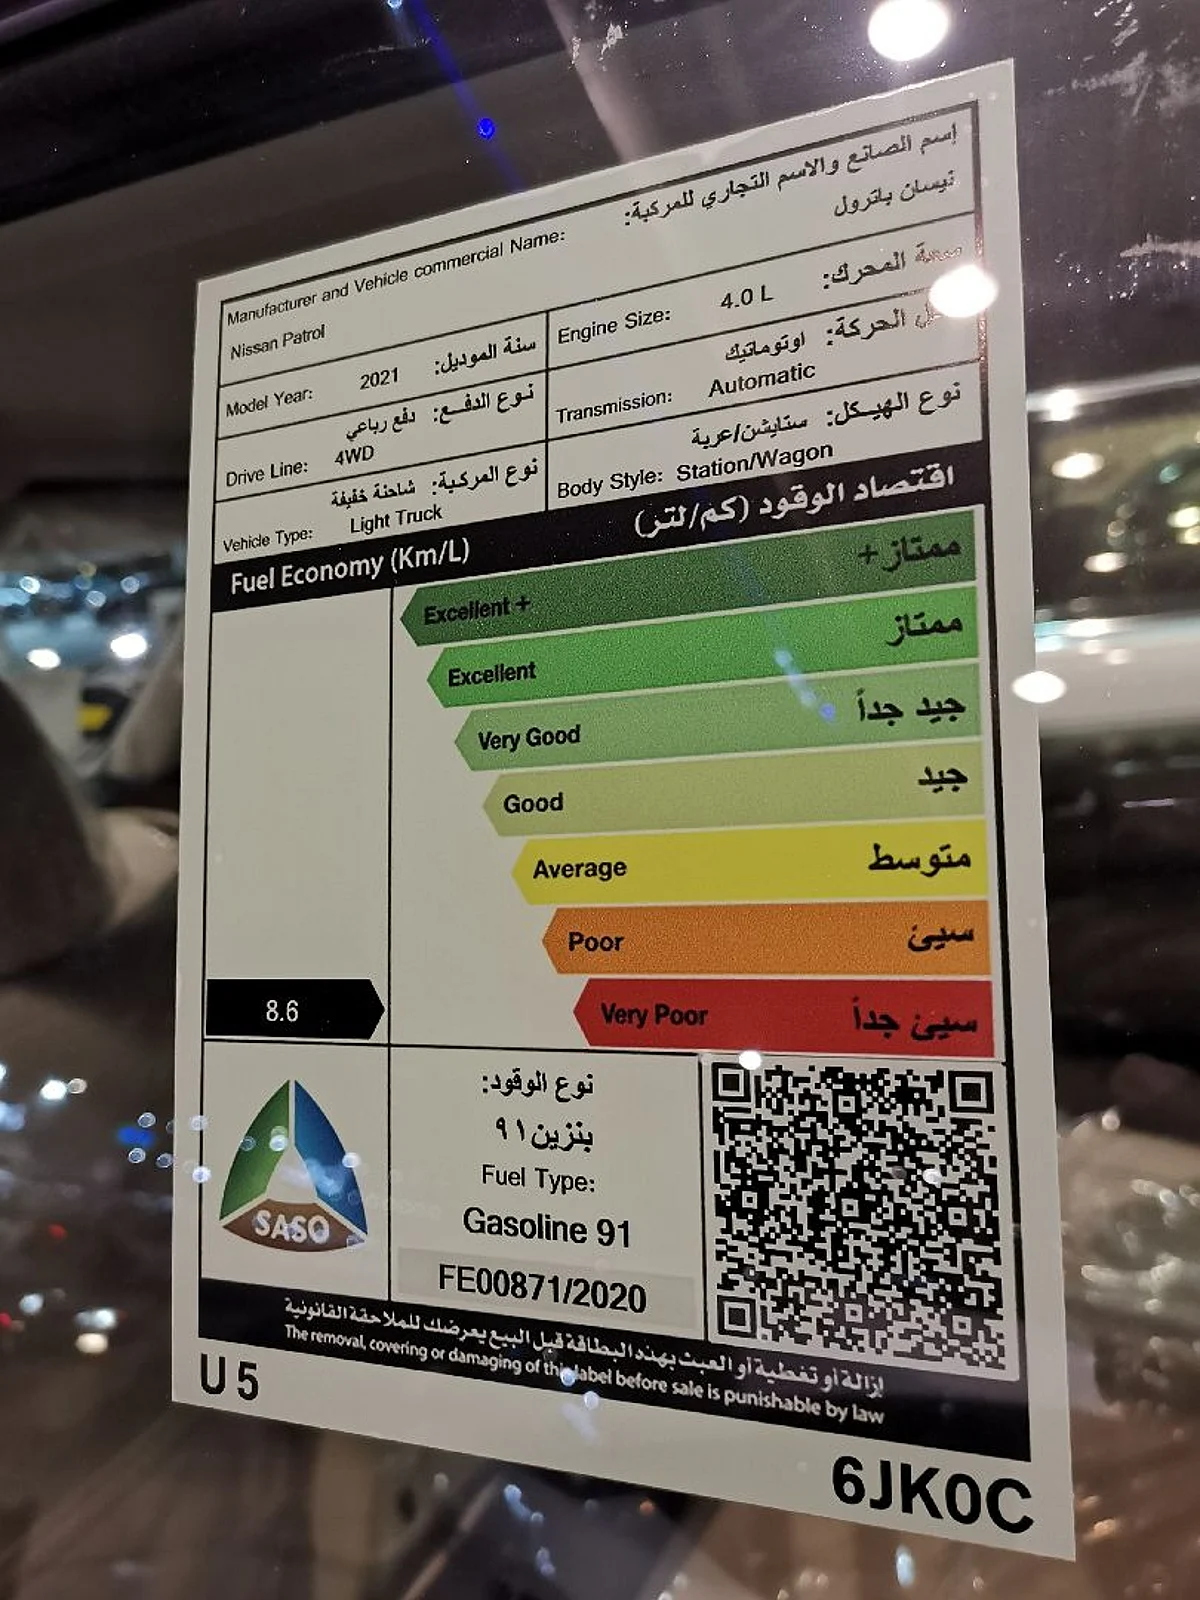 إسم الصانع والاسم التجاري للمركبة:
Manufacturer and Vehicle commercial Name:
نيسان باترول
Nissan Patrol
سعة المحرك:
Engine Size: 4.0 L
سنة الموديل:
Model Year: 2021
الحركة: اوتوماتيك
Transmission: Automatic
نوع الدفـع: دفع رباعي
Drive Line: 4WD
نوع الهيـكل: ستايشن/عربة
Body Style: Station/Wagon
نوع المركبة: شاحنة خفيفة
Vehicle Type: Light Truck
اقتصاد الوقود (كم/لتر)
Fuel Economy (Km/L)
Excellent + ممتاز+
Excellent ممتاز
Very Good جيد جداً
Good جيد
Average متوسط
Poor سيئ
8.6
Very Poor سيئ جداً
SASO
نوع الوقود:
بنزين ٩١
Fuel Type:
Gasoline 91
FE00871/2020
إزالة أو تغطية أو العبث بهذه البطاقة قبل البيع يعرضك للملاحقة القانونية
The removal, covering or damaging of this label before sale is punishable by law
U 5
6JK0C